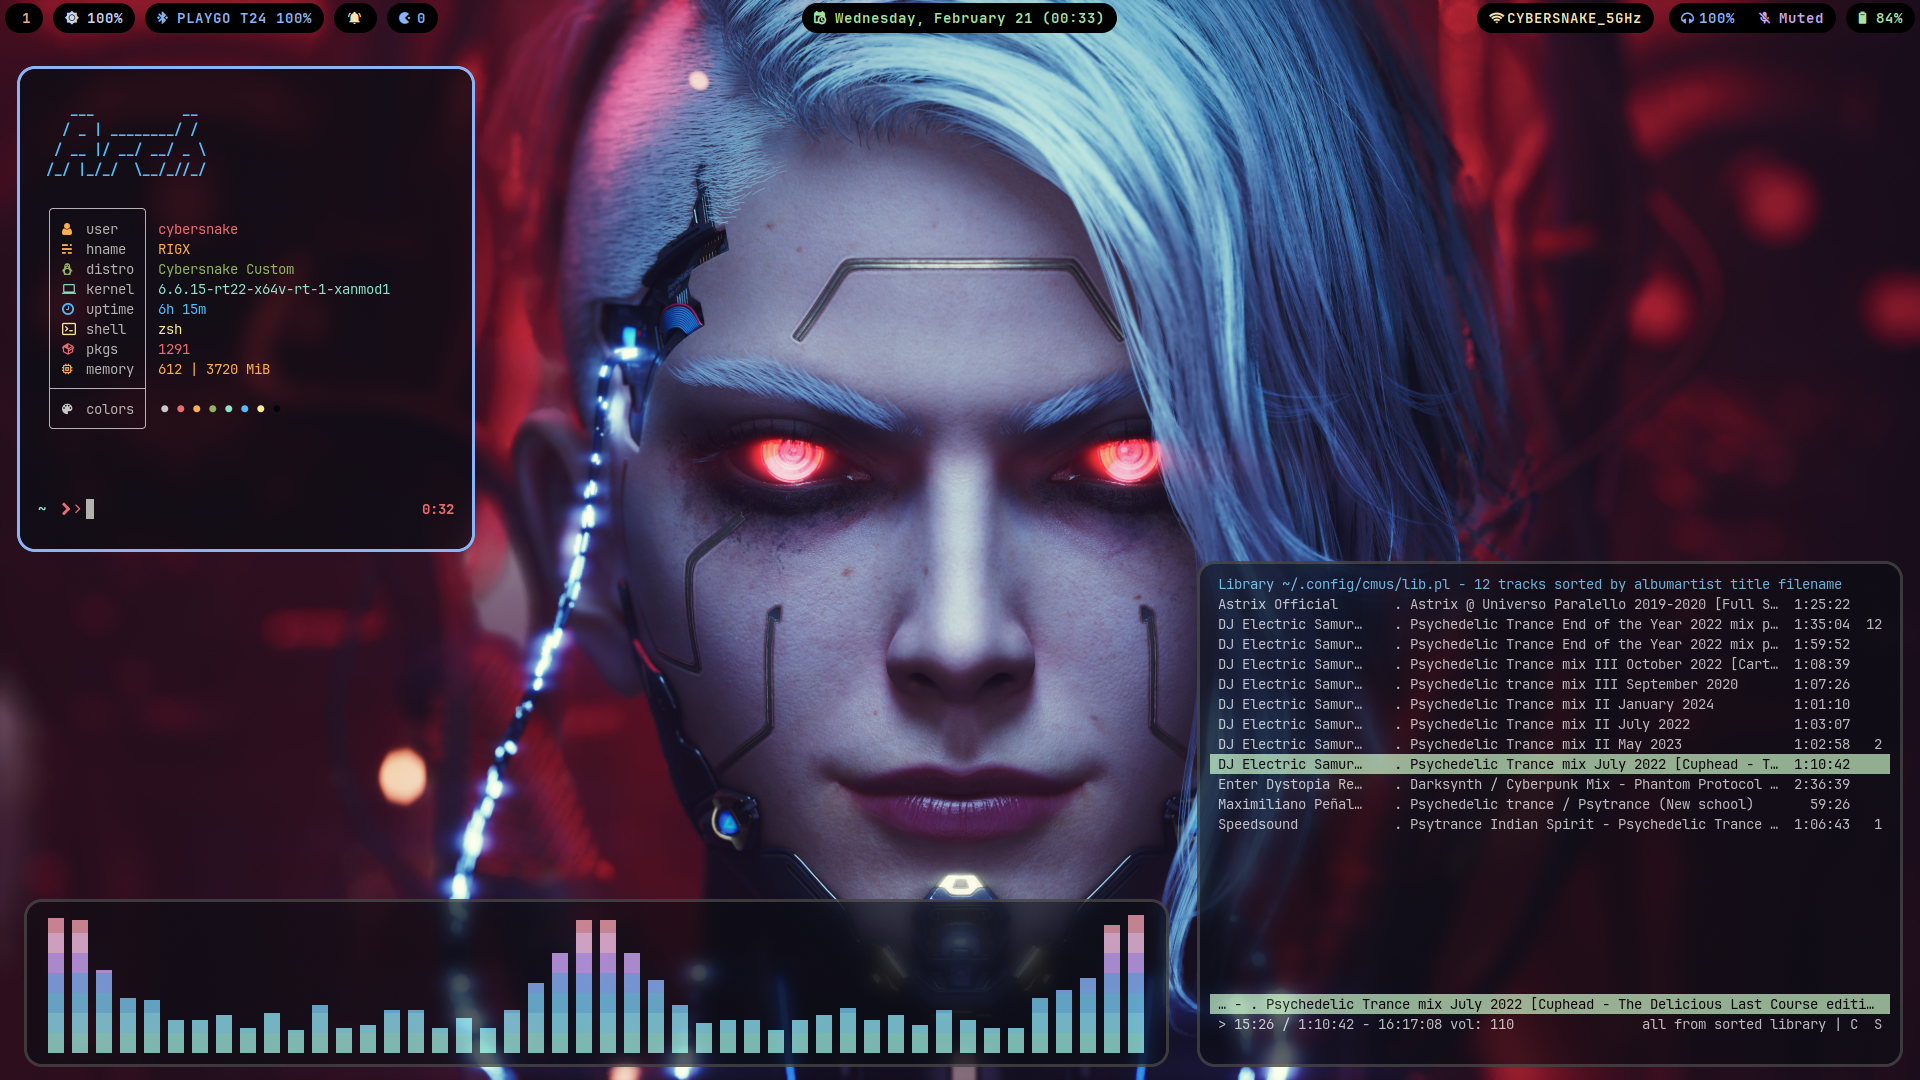 1 100% PLAYGO T24 100% 0 Wednesday, February 21 (00:33) CYBERSNAKE_5GHz 100% Muted 84%
Arch
user cybersnake
hname RIGX
distro Cybersnake Custom
kernel 6.6.15-rt22-x64v-rt-1-xanmod1
uptime 6h 15m
shell zsh
pkgs 1291
memory 612 | 3720 MiB
colors
~ 0:32
Library ~/.config/cmus/lib.pl - 12 tracks sorted by albumartist title filename
Astrix Official . Astrix @ Universo Paralello 2019-2020 [Full S… 1:25:22
DJ Electric Samur… . Psychedelic Trance End of the Year 2022 mix p… 1:35:04 12
DJ Electric Samur… . Psychedelic Trance End of the Year 2022 mix p… 1:59:52
DJ Electric Samur… . Psychedelic Trance mix III October 2022 [Cart… 1:08:39
DJ Electric Samur… . Psychedelic trance mix III September 2020 1:07:26
DJ Electric Samur… . Psychedelic Trance mix II January 2024 1:01:10
DJ Electric Samur… . Psychedelic Trance mix II July 2022 1:03:07
DJ Electric Samur… . Psychedelic Trance mix II May 2023 1:02:58 2
DJ Electric Samur… . Psychedelic Trance mix July 2022 [Cuphead - T… 1:10:42
Enter Dystopia Re… . Darksynth / Cyberpunk Mix - Phantom Protocol … 2:36:39
Maximiliano Peñal… . Psychedelic trance / Psytrance (New school) 59:26
Speedsound . Psytrance Indian Spirit - Psychedelic Trance … 1:06:43 1
… - . Psychedelic Trance mix July 2022 [Cuphead - The Delicious Last Course editi…
> 15:26 / 1:10:42 - 16:17:08 vol: 110 all from sorted library | C S